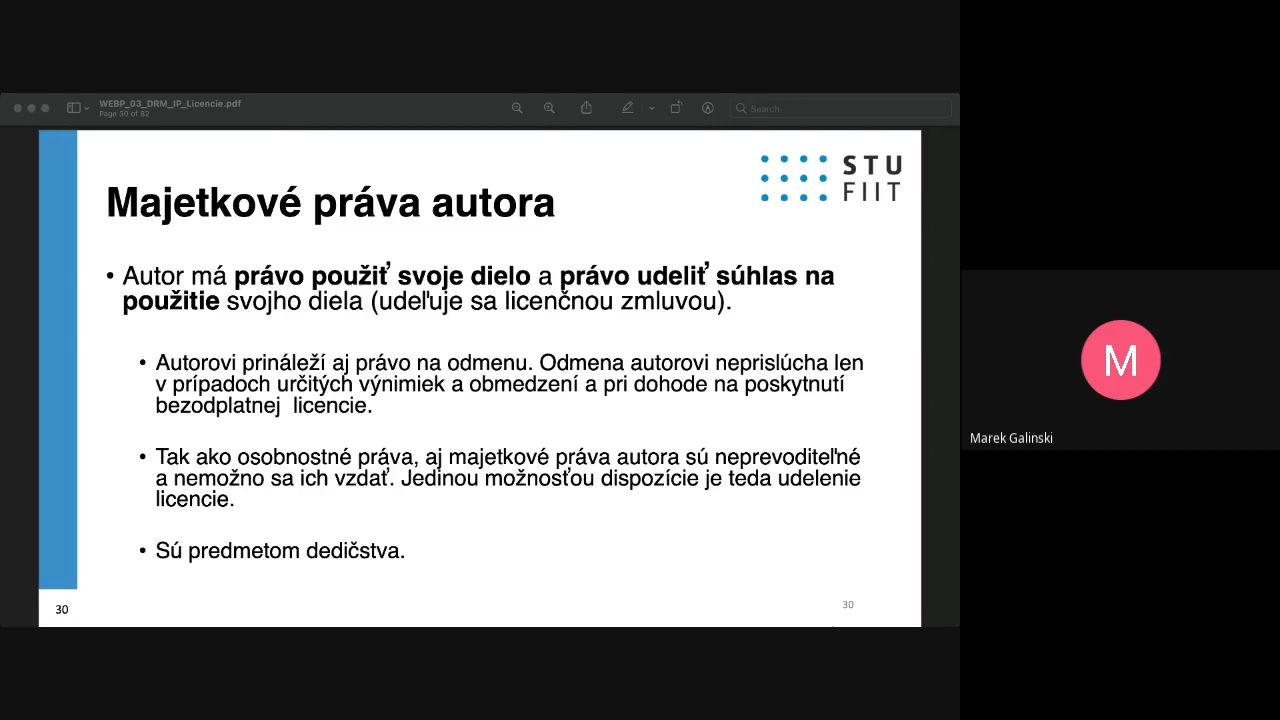 WEBP_03_DRM_IP_Licencie.pdf
Page 30 of 82
Search
STU
FIIT
Majetkové práva autora
• Autor má právo použiť svoje dielo a právo udeliť súhlas na
použitie svojho diela (udeľuje sa licenčnou zmluvou).
• Autorovi prináleží aj právo na odmenu. Odmena autorovi neprislúcha len
v prípadoch určitých výnimiek a obmedzení a pri dohode na poskytnutí
bezodplatnej licencie.
• Tak ako osobnostné práva, aj majetkové práva autora sú neprevoditeľné
a nemožno sa ich vzdať. Jedinou možnosťou dispozície je teda udelenie
licencie.
• Sú predmetom dedičstva.
30
30
M
Marek Galinski